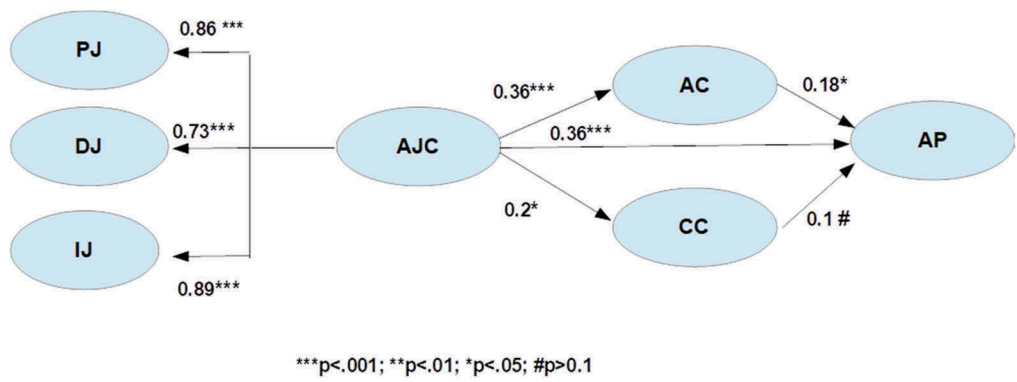 PJ
0.86 ***
DJ
0.73***
IJ
0.89***
AJC
0.36***
AC
0.18*
0.36***
AP
0.2*
CC
0.1 #
***p<.001; **p<.01; *p<.05; #p>0.1